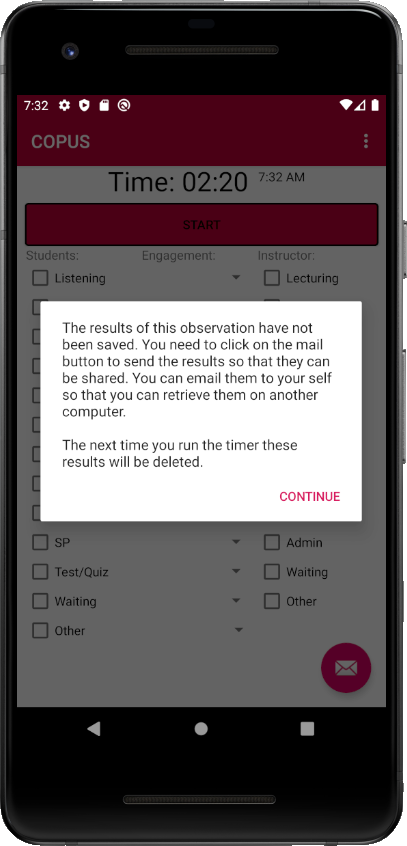 7:32
COPUS
Time: 02:20 7:32 AM
START
Students: Engagement: Instructor:
Listening Lecturing
The results of this observation have not
been saved. You need to click on the mail
button to send the results so that they can
be shared. You can email them to your self
so that you can retrieve them on another
computer.
The next time you run the timer these
results will be deleted.
CONTINUE
SP Admin
Test/Quiz Waiting
Waiting Other
Other